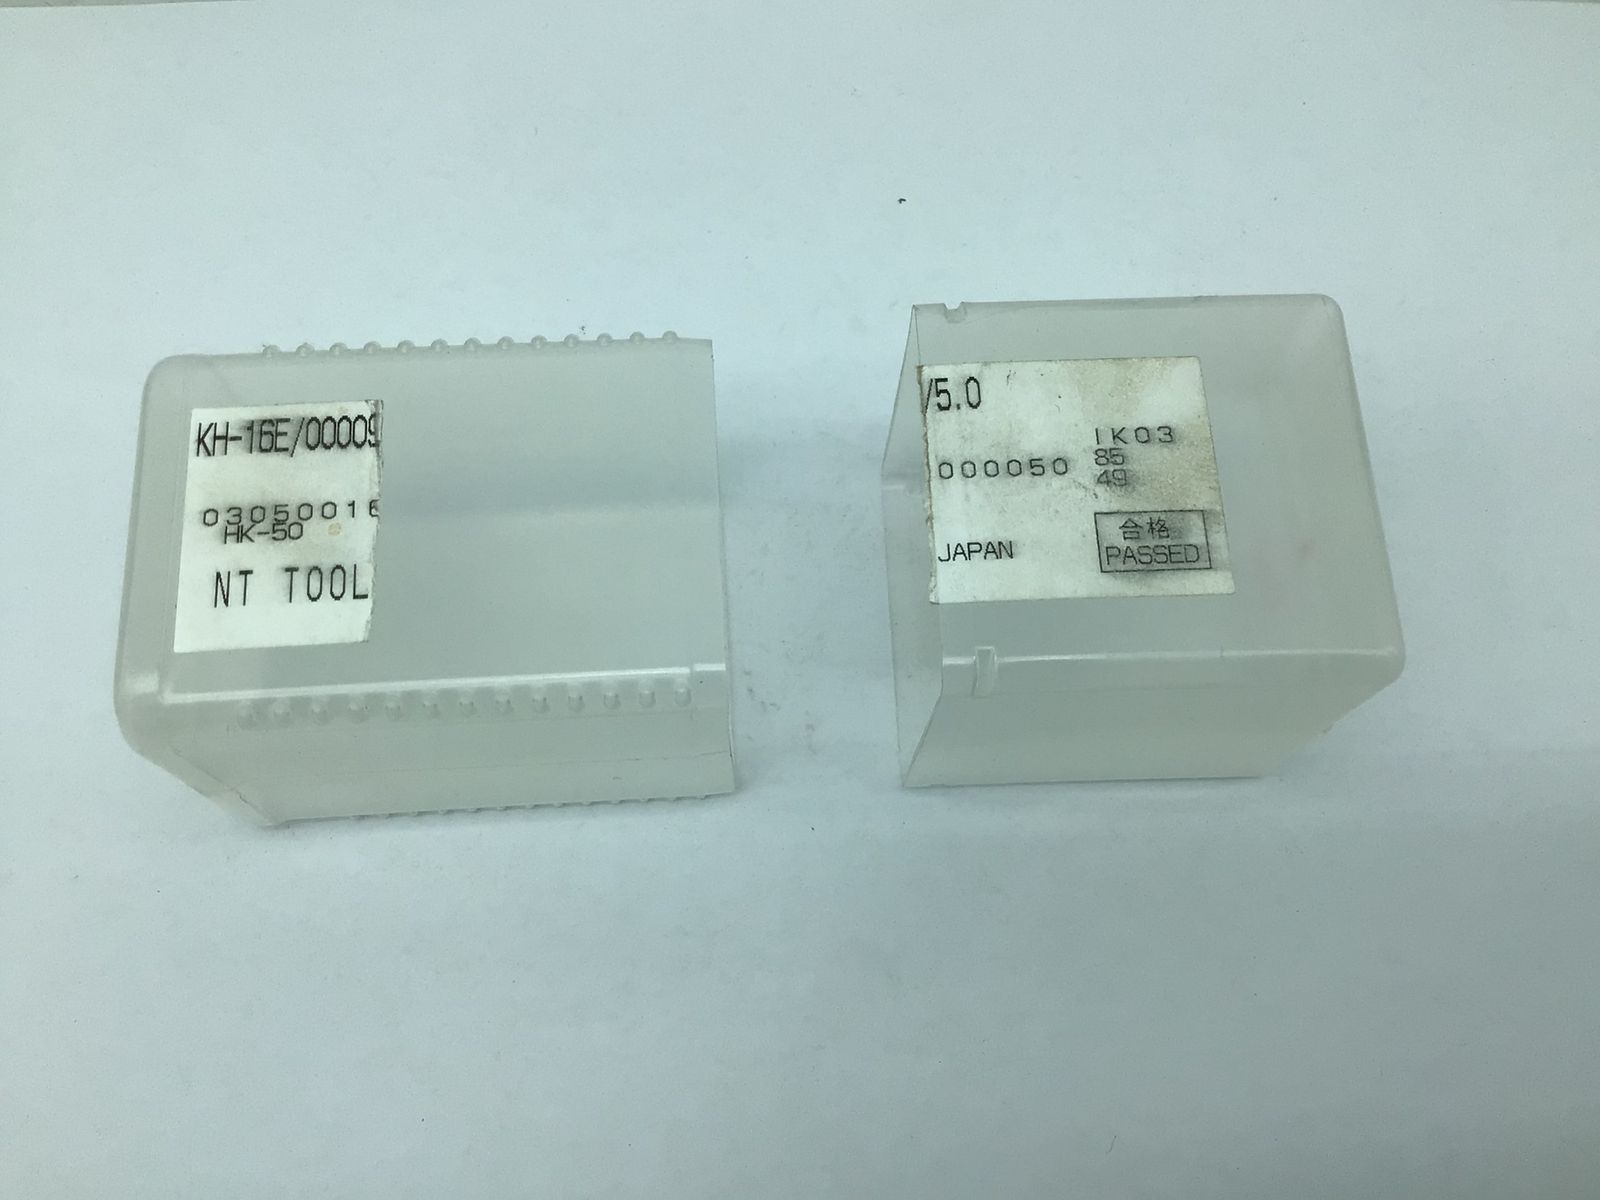 KH-16E/00009
03050016
HK-50
NT TOOL
/5.0
IK03
85
000050
49
JAPAN
合格
PASSED